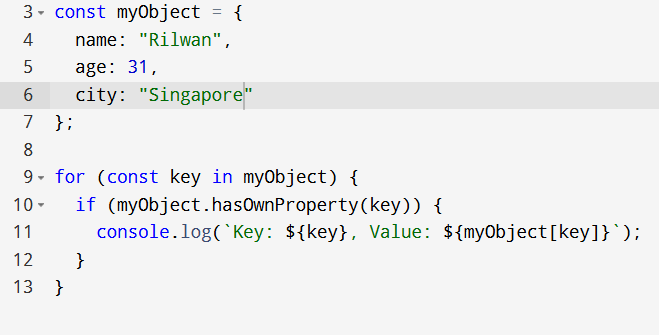 3 const myObject = {
4   name: "Rilwan",
5   age: 31,
6   city: "Singapore"
7 };
8
9 for (const key in myObject) {
10   if (myObject.hasOwnProperty(key)) {
11     console.log(`Key: ${key}, Value: ${myObject[key]}`);
12   }
13 }